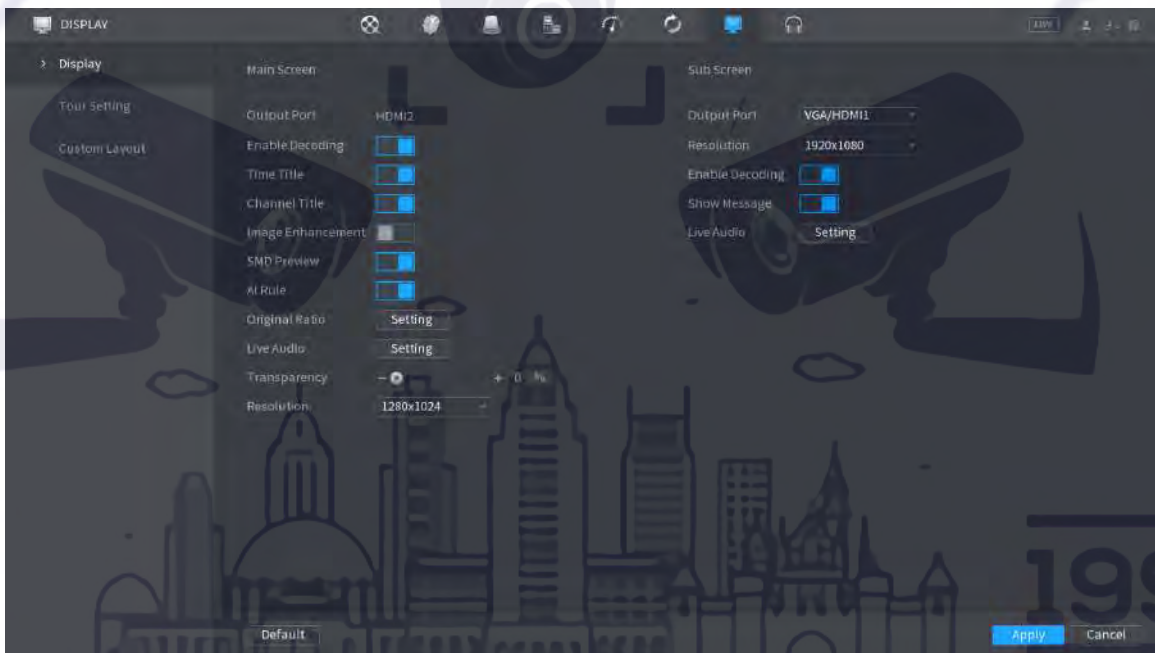 DISPLAY
LIVE
Display
Tour Setting
Custom Layout
Main Screen
Output Port HDMI2
Enable Decoding
Time Title
Channel Title
Image Enhancement
SMD Preview
AI Rule
Original Ratio Setting
Live Audio Setting
Transparency 0 %
Resolution 1280x1024
Sub Screen
Output Port VGA/HDMI1
Resolution 1920x1080
Enable Decoding
Show Message
Live Audio Setting
199
Default
Apply
Cancel